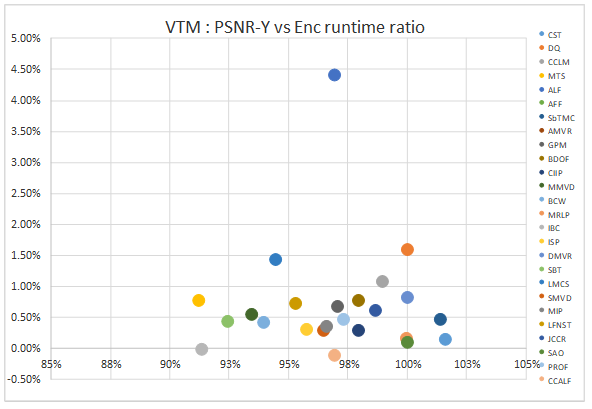 VTM : PSNR-Y vs Enc runtime ratio
5.00%
4.50%
4.00%
3.50%
3.00%
2.50%
2.00%
1.50%
1.00%
0.50%
0.00%
-0.50%
85% 88% 90% 93% 95% 98% 100% 103% 105%
CST
DQ
CCLM
MTS
ALF
AFF
SbTMC
AMVR
GPM
BDOF
CIIP
MMVD
BCW
MRLP
IBC
ISP
DMVR
SBT
LMCS
SMVD
MIP
LFNST
JCCR
SAO
PROF
CCALF